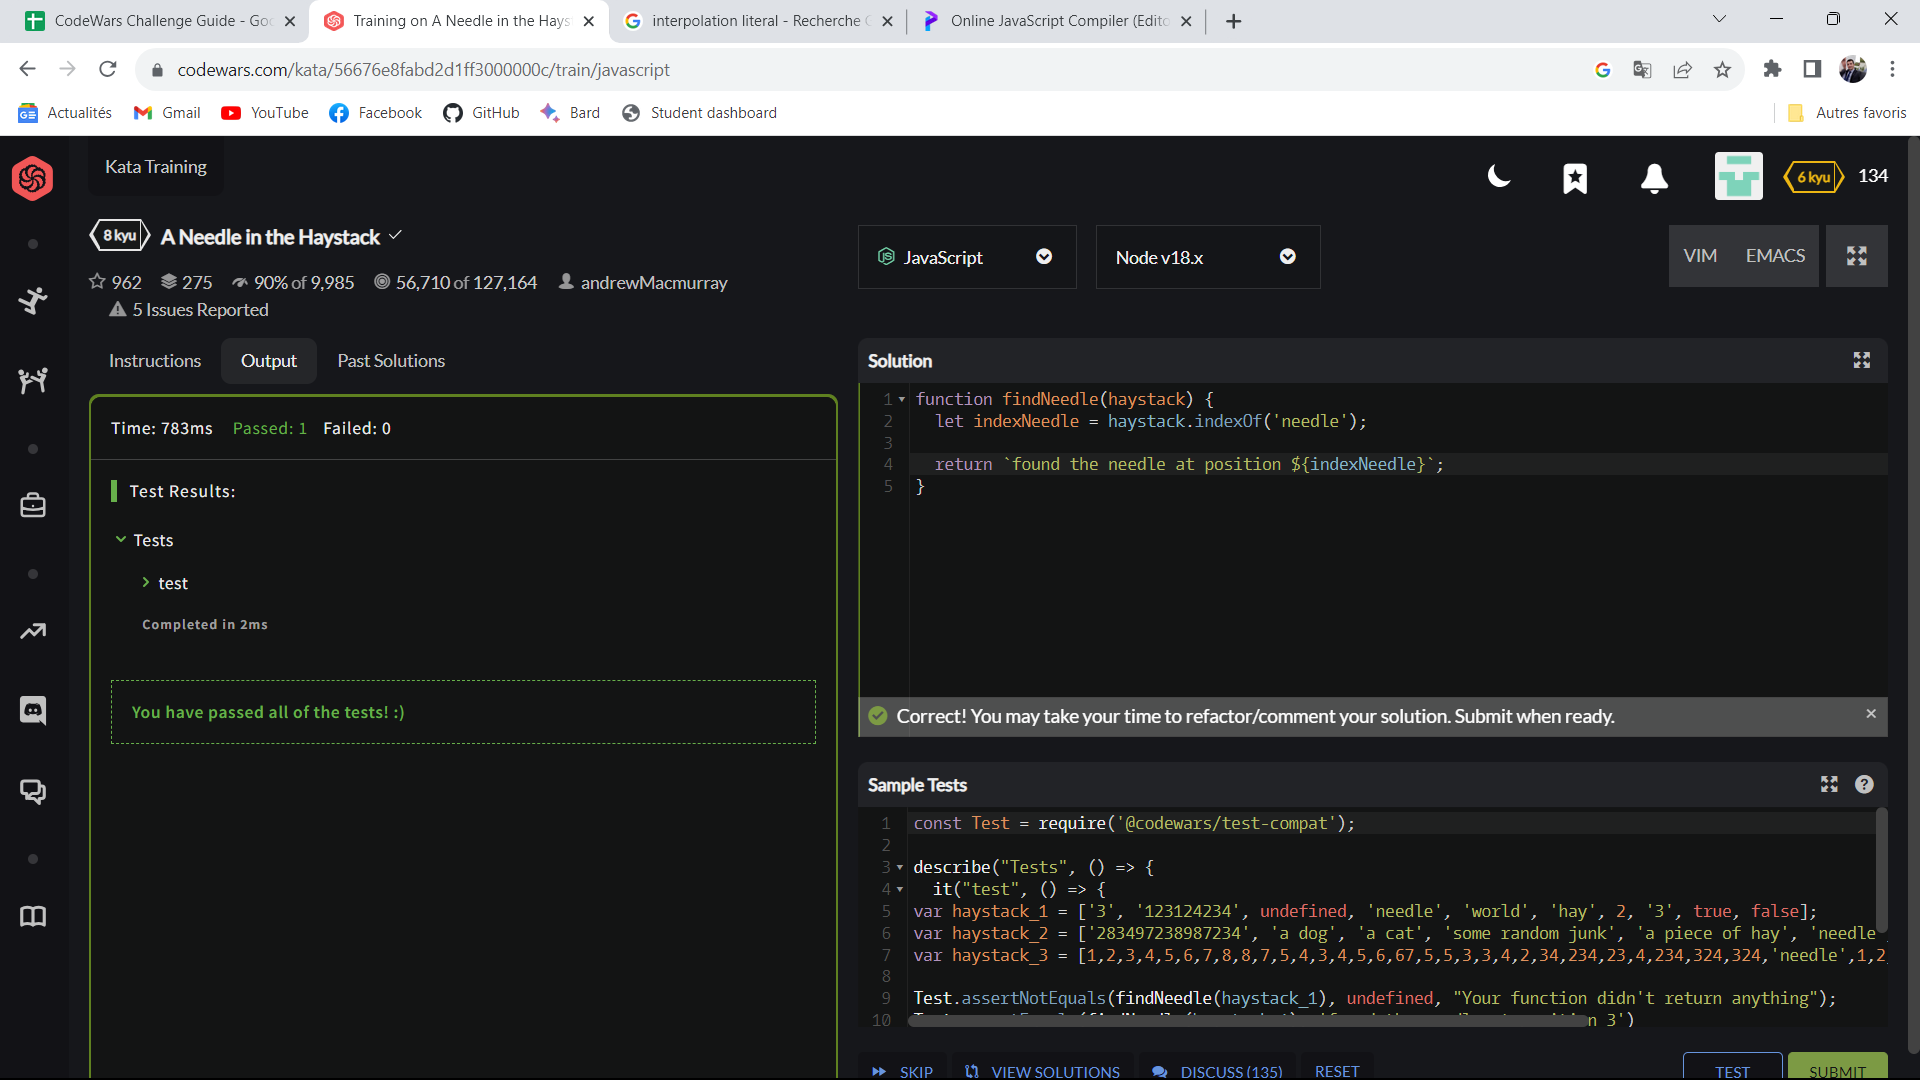 CodeWars Challenge Guide - Goo
Training on A Needle in the Hays
interpolation literal - Recherche G
Online JavaScript Compiler (Edito
codewars.com/kata/56676e8fabd2d1ff3000000c/train/javascript
Actualités Gmail YouTube Facebook GitHub Bard Student dashboard Autres favoris
Kata Training
6 kyu 134
8 kyu A Needle in the Haystack
962 275 90% of 9,985 56,710 of 127,164 andrewMacmurray
5 Issues Reported
JavaScript
Node v18.x
VIM EMACS
Instructions Output Past Solutions
Time: 783ms Passed: 1 Failed: 0
Test Results:
Tests
test
Completed in 2ms
You have passed all of the tests! :)
Solution
1 function findNeedle(haystack) {
2 let indexNeedle = haystack.indexOf('needle');
3
4 return `found the needle at position ${indexNeedle}`;
5 }
Correct! You may take your time to refactor/comment your solution. Submit when ready.
Sample Tests
1 const Test = require('@codewars/test-compat');
2
3 describe("Tests", () => {
4 it("test", () => {
5 var haystack_1 = ['3', '123124234', undefined, 'needle', 'world', 'hay', 2, '3', true, false];
6 var haystack_2 = ['283497238987234', 'a dog', 'a cat', 'some random junk', 'a piece of hay', 'needle
7 var haystack_3 = [1,2,3,4,5,6,7,8,8,7,5,4,3,4,5,6,67,5,5,3,3,4,2,34,234,23,4,234,324,324,'needle',1,2
8
9 Test.assertNotEquals(findNeedle(haystack_1), undefined, "Your function didn't return anything");
10 n 3')
SKIP VIEW SOLUTIONS DISCUSS (135) RESET TEST SUBMIT